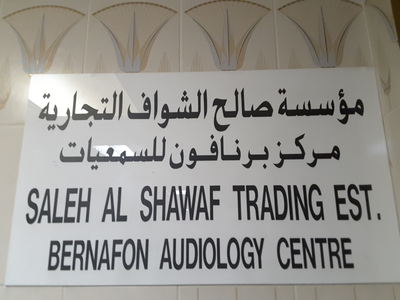 مؤسسة صالح الشواف التجارية
مركز برنافون للسمعيات
SALEH AL SHAWAF TRADING EST.
BERNAFON AUDIOLOGY CENTRE